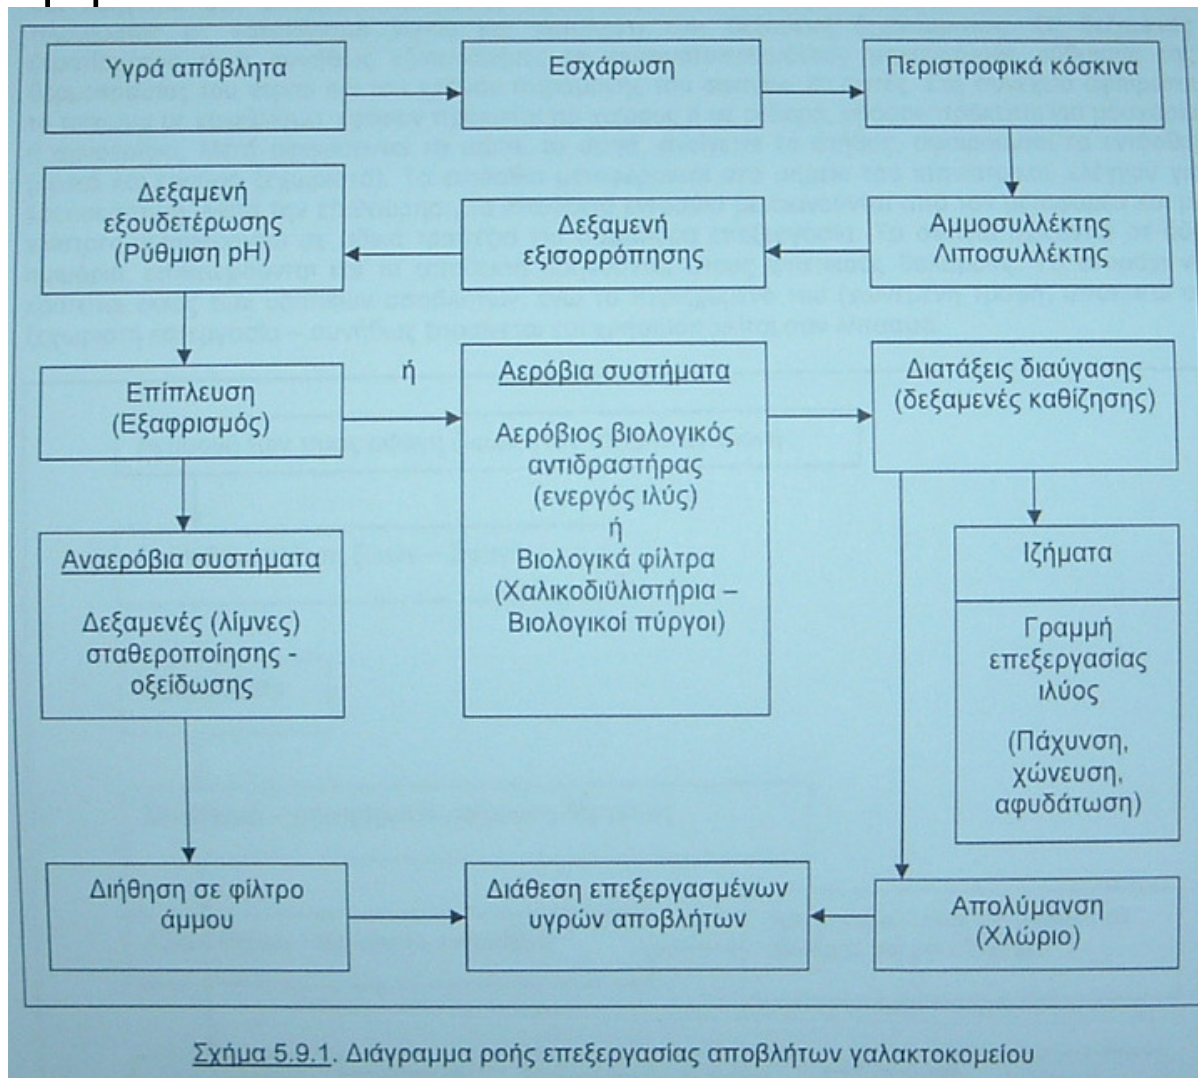 Υγρά απόβλητα
Εσχάρωση
Περιστροφικά κόσκινα
Δεξαμενή
εξουδετέρωσης
(Ρύθμιση pH)
Δεξαμενή
εξισορρόπησης
Αμμοσυλλέκτης
Λιποσυλλέκτης
Επίπλευση
(Εξαφρισμός)
ή
Αερόβια συστήματα
Αερόβιος βιολογικός
αντιδραστήρας
(ενεργός ιλύς)
ή
Βιολογικά φίλτρα
(Χαλικοδιϋλιστήρια –
Βιολογικοί πύργοι)
Διατάξεις διαύγασης
(δεξαμενές καθίζησης)
Αναερόβια συστήματα
Δεξαμενές (λίμνες)
σταθεροποίησης -
οξείδωσης
Ιζήματα
Γραμμή
επεξεργασίας
ιλύος
(Πάχυνση,
χώνευση,
αφυδάτωση)
Διήθηση σε φίλτρο
άμμου
Διάθεση επεξεργασμένων
υγρών αποβλήτων
Απολύμανση
(Χλώριο)
Σχήμα 5.9.1. Διάγραμμα ροής επεξεργασίας αποβλήτων γαλακτοκομείου